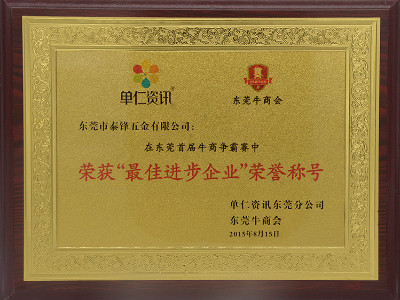 单仁资讯
东莞牛商会
东莞市泰锋五金有限公司：
在东莞首届牛商争霸赛中
荣获“最佳进步企业”荣誉称号
单仁资讯东莞分公司
东莞牛商会
2015年8月15日